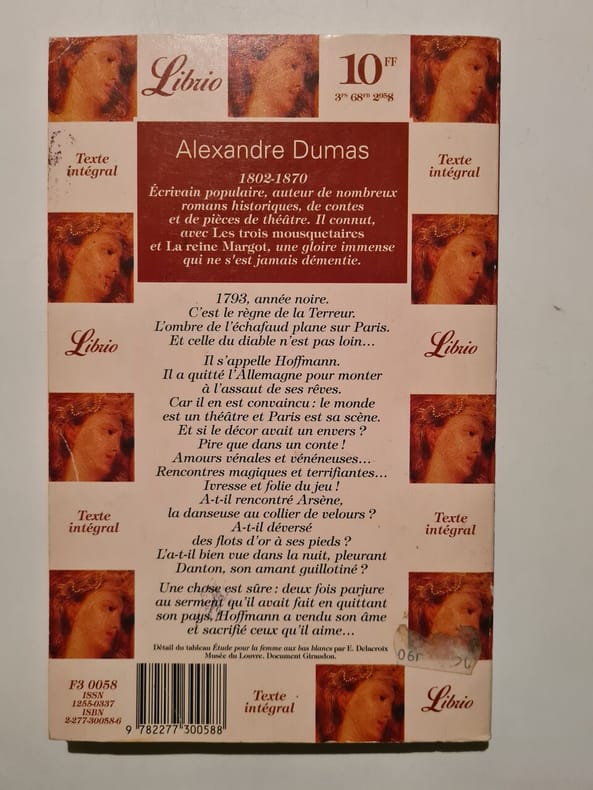 Librio
10 FF
3 FS 68 FB 2 95 $
Texte
intégral
Texte
intégral
Alexandre Dumas
1802-1870
Écrivain populaire, auteur de nombreux
romans historiques, de contes
et de pièces de théâtre. Il connut,
avec Les trois mousquetaires
et La reine Margot, une gloire immense
qui ne s'est jamais démentie.
1793, année noire.
C'est le règne de la Terreur.
L'ombre de l'échafaud plane sur Paris.
Et celle du diable n'est pas loin...
Librio
Librio
Il s'appelle Hoffmann.
Il a quitté l'Allemagne pour monter
à l'assaut de ses rêves.
Car il en est convaincu : le monde
est un théâtre et Paris est sa scène.
Et si le décor avait un envers ?
Pire que dans un conte !
Amours vénales et vénéneuses...
Rencontres magiques et terrifiantes...
Ivresse et folie du jeu !
A-t-il rencontré Arsène,
la danseuse au collier de velours ?
A-t-il déversé
des flots d'or à ses pieds ?
L'a-t-il bien vue dans la nuit, pleurant
Danton, son amant guillotiné ?
Texte
intégral
Texte
intégral
Une chose est sûre : deux fois parjure
au serment qu'il avait fait en quittant
son pays, Hoffmann a vendu son âme
et sacrifié ceux qu'il aime...
Détail du tableau Étude pour la femme aux bas blancs par E. Delacroix
Musée du Louvre. Document Giraudon.
F3 0058
ISSN
1255-0337
ISBN
2-277-30058-6
9 782277 300588
Texte
intégral
Librio